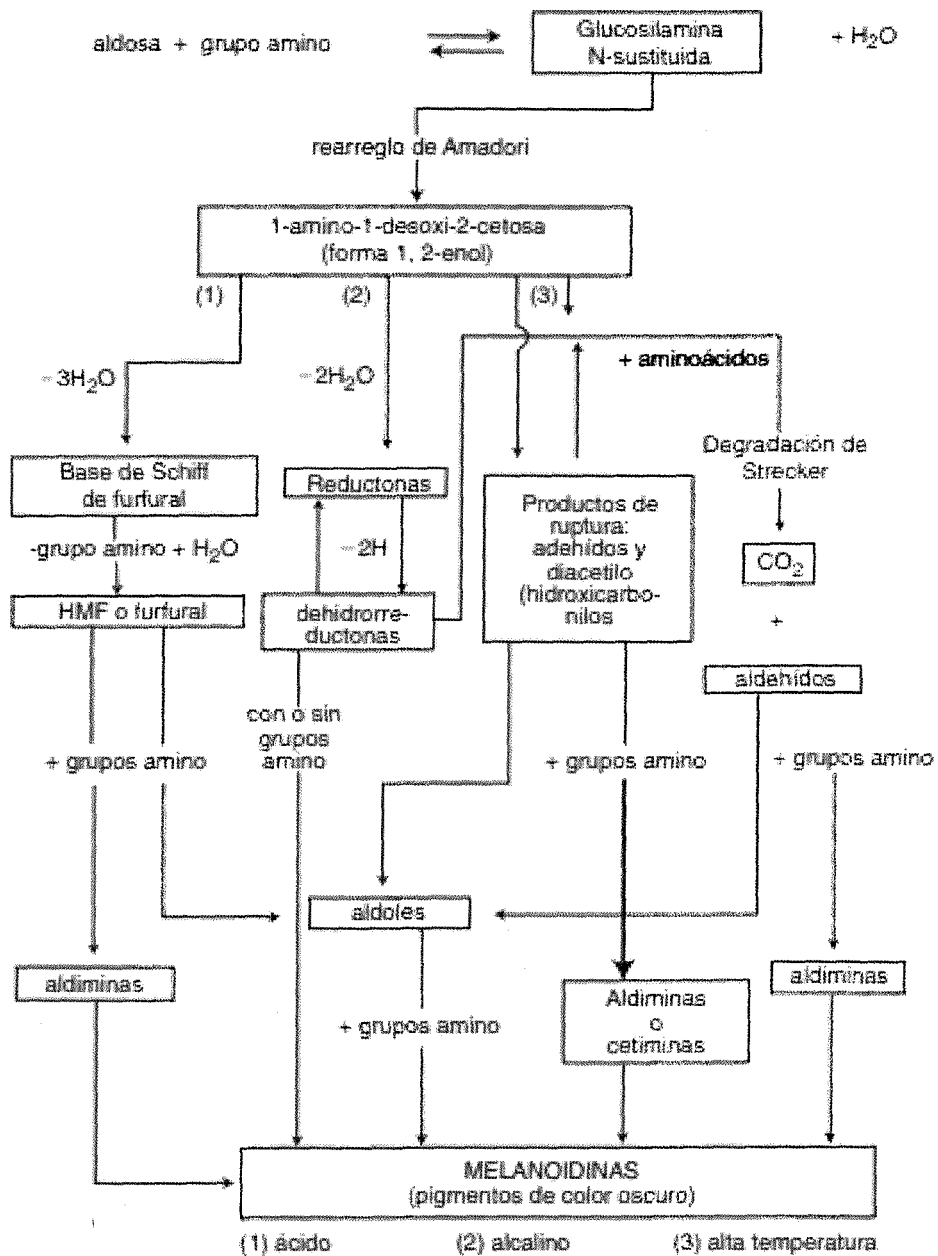 aldosa + grupo amino
Glucosilamina
N-sustituida
+ H2O
rearreglo de Amadori
1-amino-1-desoxi-2-cetosa
(forma 1, 2-enol)
(1)
(2)
(3)
+ aminoácidos
- 3H2O
- 2H2O
Degradación de
Strecker
Base de Schiff
de furfural
Reductonas
Productos de
ruptura:
adehídos y
diacetilo
(hidroxicarbo-
nilos
-grupo amino + H2O
- 2H
CO2
HMF o furfural
dehidrorre-
ductonas
+
aldehídos
con o sin
grupos
amino
+ grupos amino
+ grupos amino
+ grupos amino
aldoles
aldiminas
aldiminas
Aldiminas
o
cetiminas
+ grupos amino
MELANOIDINAS
(pigmentos de color oscuro)
(1) ácido
(2) alcalino
(3) alta temperatura